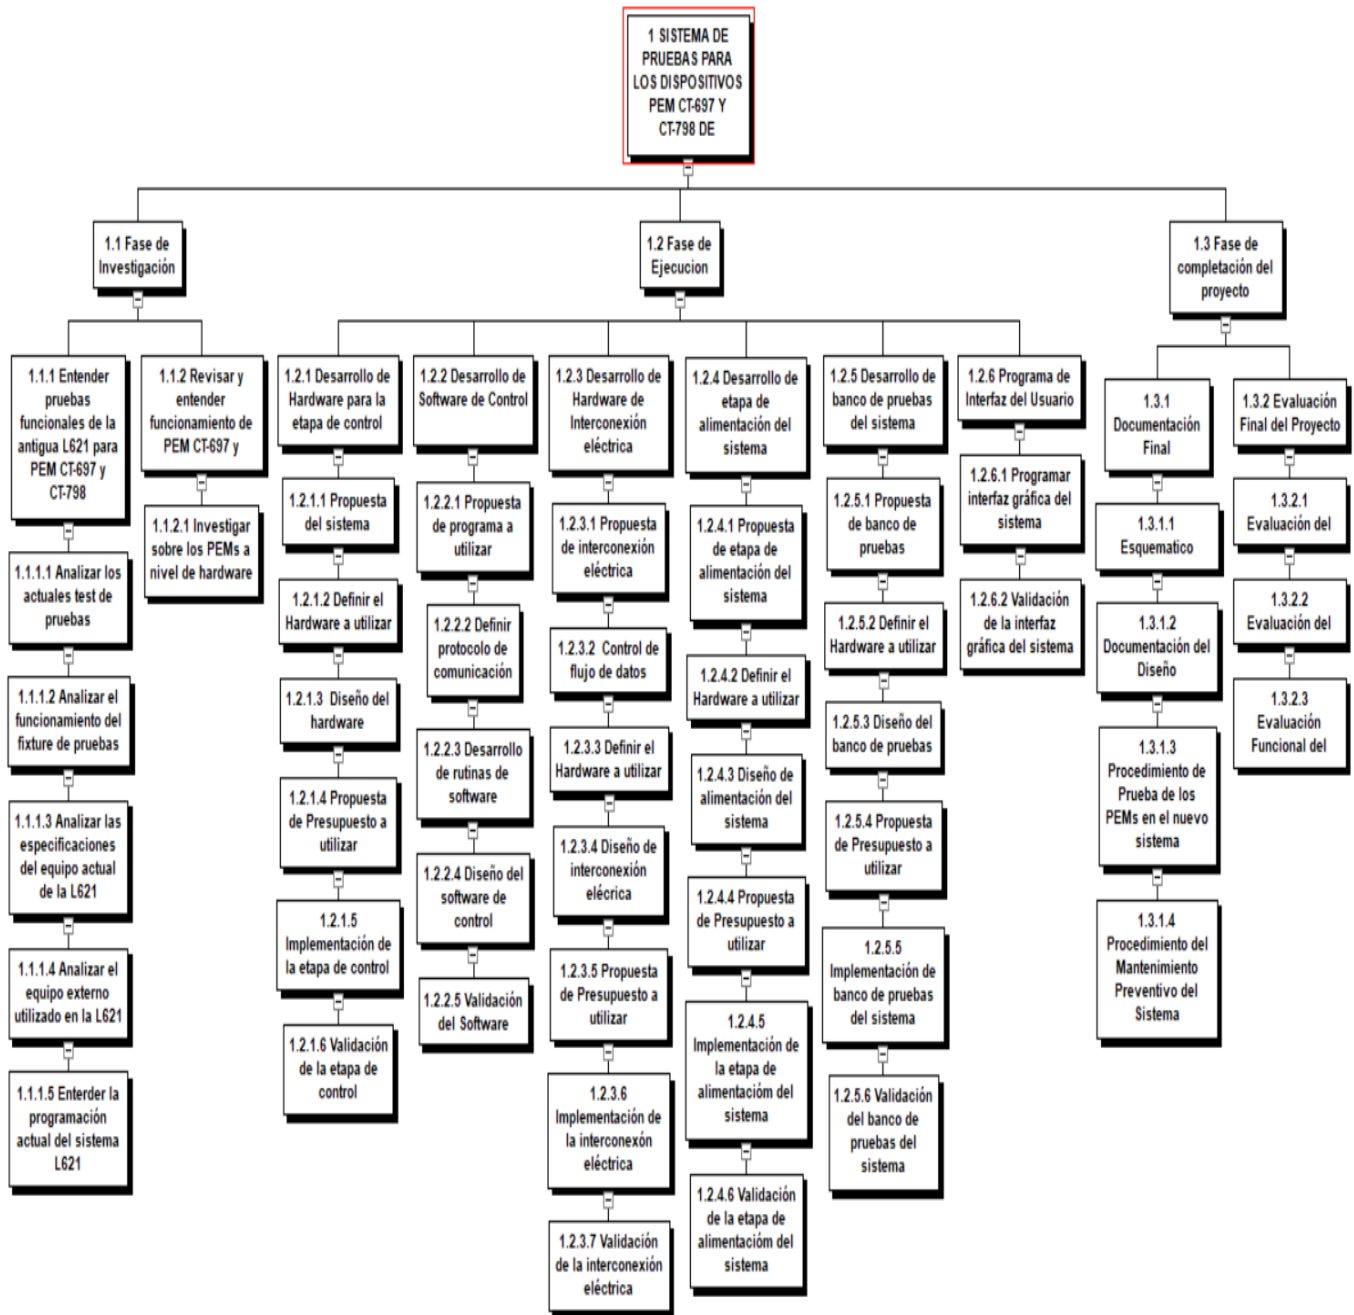 1 SISTEMA DE
PRUEBAS PARA
LOS DISPOSITIVOS
PEM CT-697 Y
CT-798 DE
1.1 Fase de
Investigación
1.2 Fase de
Ejecucion
1.3 Fase de
completación del
proyecto
1.1.1 Entender
pruebas
funcionales de la
antigua L621 para
PEM CT-697 y
CT-798
1.1.1.1 Analizar los
actuales test de
pruebas
1.1.1.2 Analizar el
funcionamiento del
fixture de pruebas
1.1.1.3 Analizar las
especificaciones
del equipo actual
de la L621
1.1.1.4 Analizar el
equipo externo
utilizado en la L621
1.1.1.5 Enterder la
programación
actual del sistema
L621
1.1.2 Revisar y
entender
funcionamiento de
PEM CT-697 y
1.1.2.1 Investigar
sobre los PEMs a
nivel de hardware
1.2.1 Desarrollo de
Hardware para la
etapa de control
1.2.1.1 Propuesta
del sistema
1.2.1.2 Definir el
Hardware a utilizar
1.2.1.3 Diseño del
hardware
1.2.1.4 Propuesta
de Presupuesto a
utilizar
1.2.1.5
Implementación de
la etapa de control
1.2.1.6 Validación
de la etapa de
control
1.2.2 Desarrollo de
Software de Control
1.2.2.1 Propuesta
de programa a
utilizar
1.2.2.2 Definir
protocolo de
comunicación
1.2.2.3 Desarrollo
de rutinas de
software
1.2.2.4 Diseño del
software de
control
1.2.2.5 Validación
del Software
1.2.3 Desarrollo de
Hardware de
Interconexión
eléctrica
1.2.3.1 Propuesta
de interconexión
eléctrica
1.2.3.2 Control de
flujo de datos
1.2.3.3 Definir el
Hardware a utilizar
1.2.3.4 Diseño de
interconexión
elécrica
1.2.3.5 Propuesta
de Presupuesto a
utilizar
1.2.3.6
Implementación de
la interconexón
eléctrica
1.2.3.7 Validación
de la interconexión
eléctrica
1.2.4 Desarrollo de
etapa de
alimentación del
sistema
1.2.4.1 Propuesta
de etapa de
alimentación del
sistema
1.2.4.2 Definir el
Hardware a utilizar
1.2.4.3 Diseño de
alimentación del
sistema
1.2.4.4 Propuesta
de Presupuesto a
utilizar
1.2.4.5
Implementación de
la etapa de
alimentacióm del
sistema
1.2.4.6 Validación
de la etapa de
alimentacióm del
sistema
1.2.5 Desarrollo de
banco de pruebas
del sistema
1.2.5.1 Propuesta
de banco de
pruebas
1.2.5.2 Definir el
Hardware a utilizar
1.2.5.3 Diseño del
banco de pruebas
1.2.5.4 Propuesta
de Presupuesto a
utilizar
1.2.5.5
Implementación de
banco de pruebas
del sistema
1.2.5.6 Validación
del banco de
pruebas del
sistema
1.2.6 Programa de
Interfaz del Usuario
1.2.6.1 Programar
interfaz gráfica del
sistema
1.2.6.2 Validación
de la interfaz
gráfica del sistema
1.3.1
Documentación
Final
1.3.1.1
Esquematico
1.3.1.2
Documentación del
Diseño
1.3.1.3
Procedimiento de
Prueba de los
PEMs en el nuevo
sistema
1.3.1.4
Procedimiento del
Mantenimiento
Preventivo del
Sistema
1.3.2 Evaluación
Final del Proyecto
1.3.2.1
Evaluación del
1.3.2.2
Evaluación del
1.3.2.3
Evaluación
Funcional del